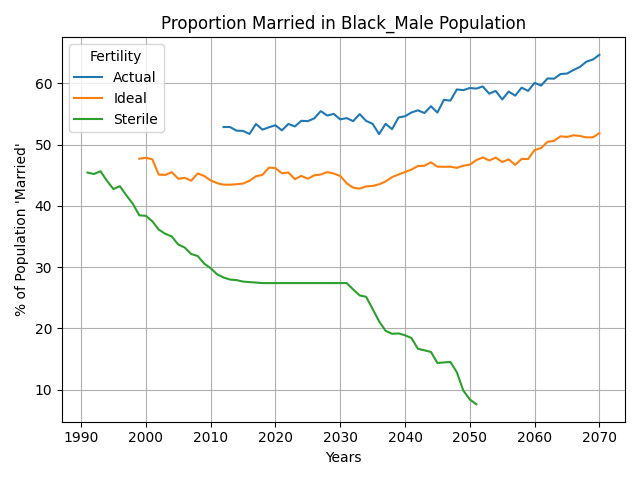 Proportion Married in Black_Male Population
Fertility
Actual
Ideal
Sterile
% of Population 'Married'
60
50
40
30
20
10
1990 2000 2010 2020 2030 2040 2050 2060 2070
Years